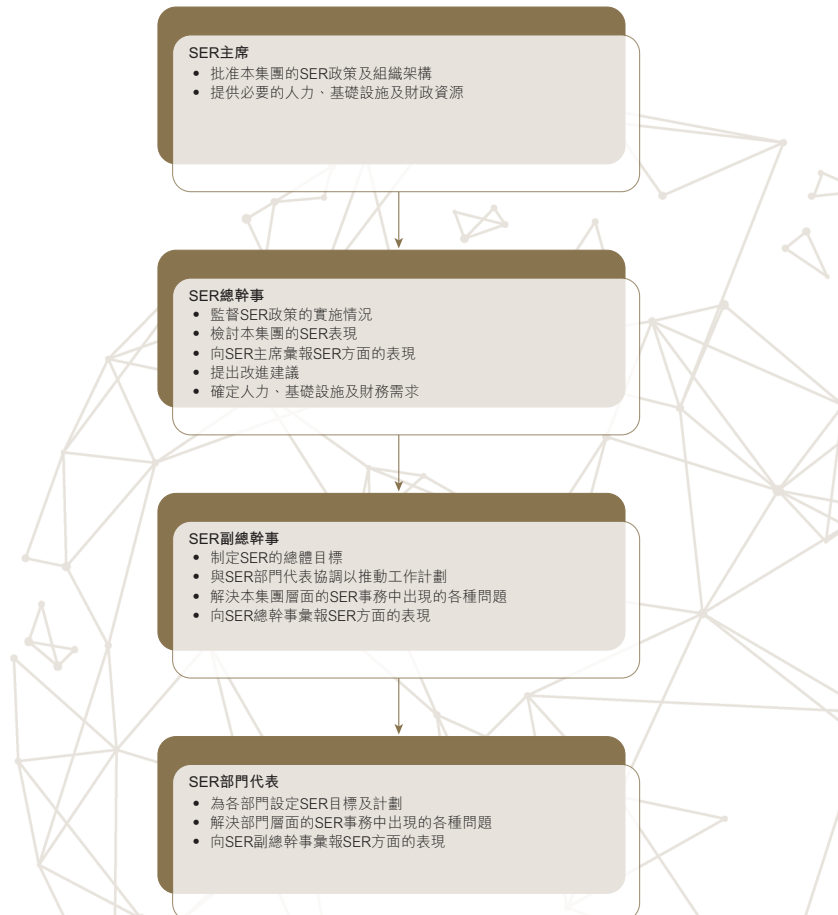 SER主席
• 批准本集團的SER政策及組織架構
• 提供必要的人力、基礎設施及財政資源
SER總幹事
• 監督SER政策的實施情況
• 檢討本集團的SER表現
• 向SER主席彙報SER方面的表現
• 提出改進建議
• 確定人力、基礎設施及財務需求
SER副總幹事
• 制定SER的總體目標
• 與SER部門代表協調以推動工作計劃
• 解決本集團層面的SER事務中出現的各種問題
• 向SER總幹事彙報SER方面的表現
SER部門代表
• 為各部門設定SER目標及計劃
• 解決部門層面的SER事務中出現的各種問題
• 向SER副總幹事彙報SER方面的表現